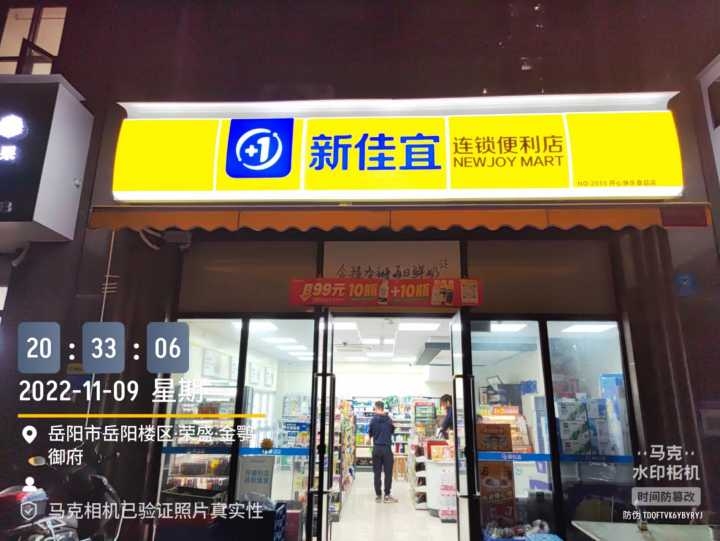 +1
新佳宜
连锁便利店
NEWJOY MART
899元 10瓶+10瓶
20:33:06
2022-11-09 星期三
岳阳市岳阳楼区·荣盛·金鹗
御府
马克相机已验证照片真实性
马克
水印相机
时间防篡改
防伪 TDQFTVK6YBYRYJ